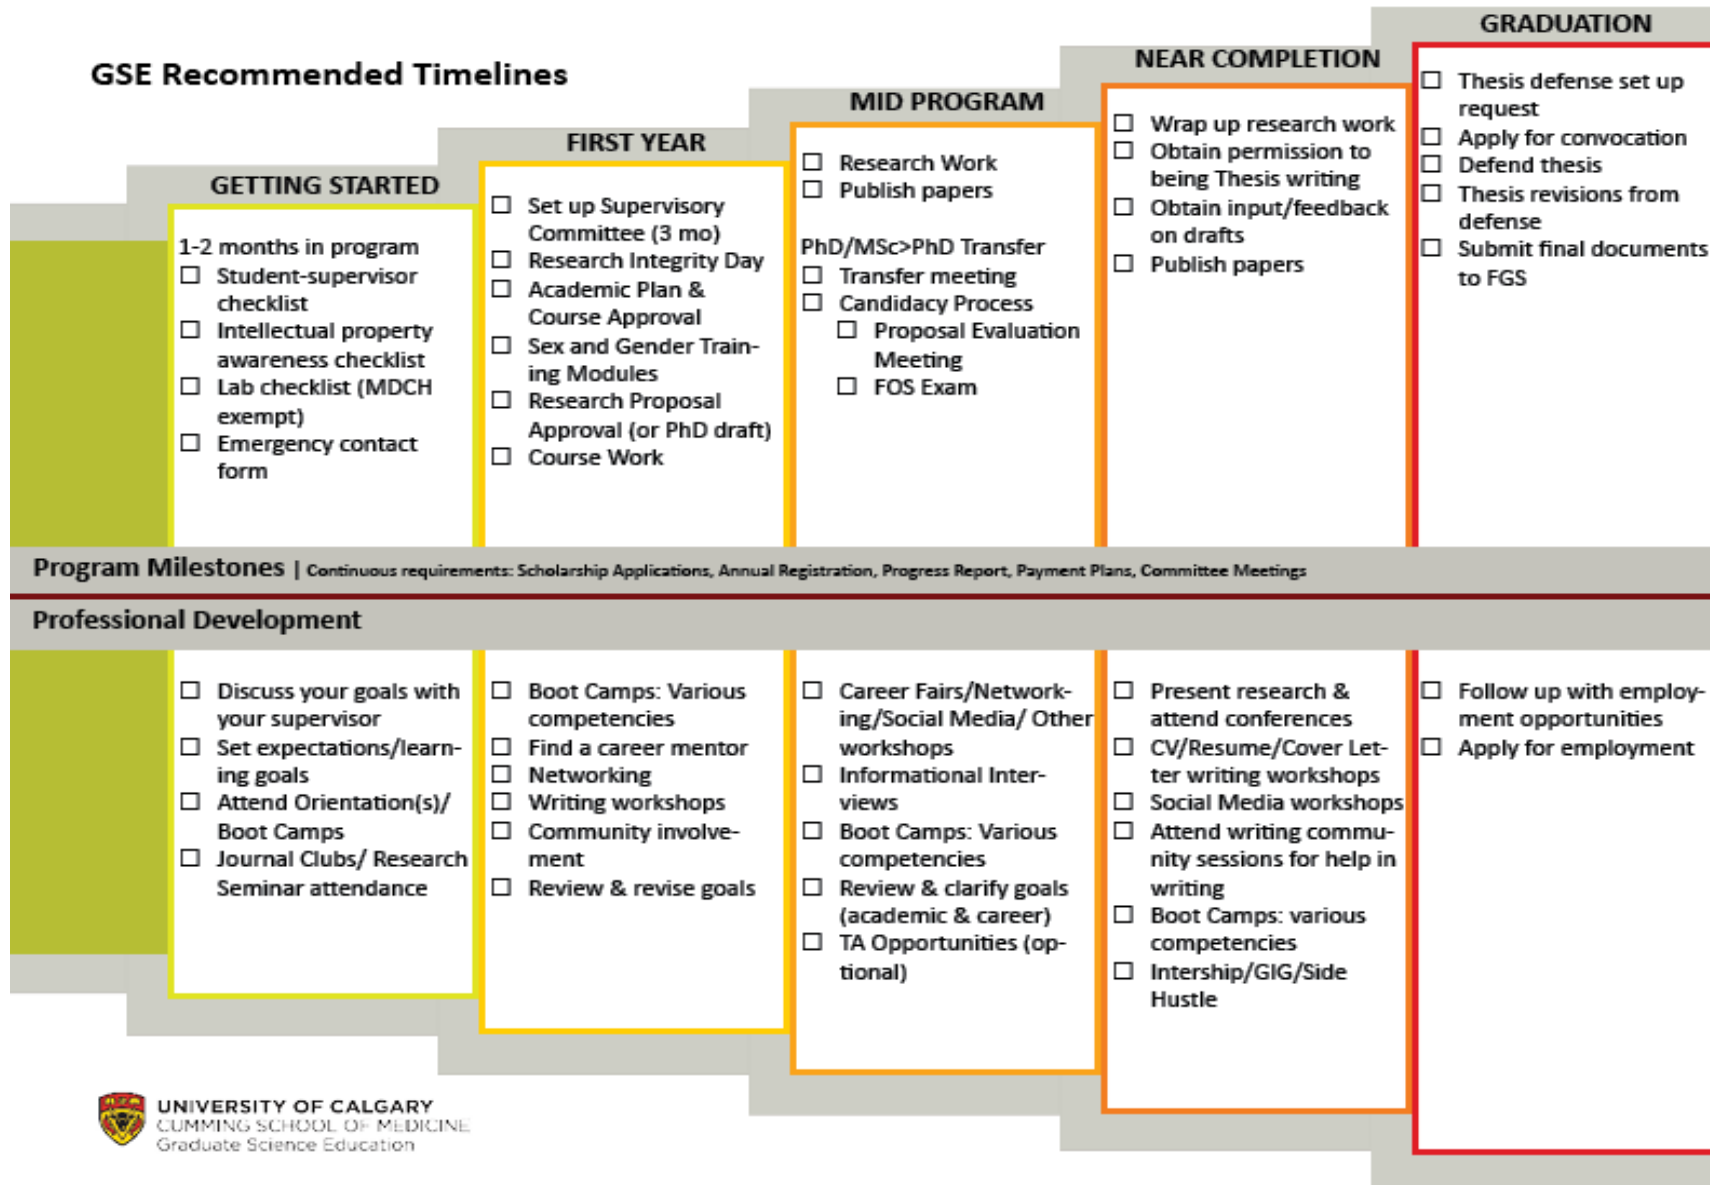 GSE Recommended Timelines
GETTING STARTED
1-2 months in program
☐ Student-supervisor
checklist
☐ Intellectual property
awareness checklist
☐ Lab checklist (MDCH
exempt)
☐ Emergency contact
form
FIRST YEAR
☐ Set up Supervisory
Committee (3 mo)
☐ Research Integrity Day
☐ Academic Plan &
Course Approval
☐ Sex and Gender Train-
ing Modules
☐ Research Proposal
Approval (or PhD draft)
☐ Course Work
MID PROGRAM
☐ Research Work
☐ Publish papers
PhD/MSc>PhD Transfer
☐ Transfer meeting
☐ Candidacy Process
☐ Proposal Evaluation
Meeting
☐ FOS Exam
NEAR COMPLETION
☐ Wrap up research work
☐ Obtain permission to
being Thesis writing
☐ Obtain input/feedback
on drafts
☐ Publish papers
GRADUATION
☐ Thesis defense set up
request
☐ Apply for convocation
☐ Defend thesis
☐ Thesis revisions from
defense
☐ Submit final documents
to FGS
Program Milestones | Continuous requirements: Scholarship Applications, Annual Registration, Progress Report, Payment Plans, Committee Meetings
Professional Development
☐ Discuss your goals with
your supervisor
☐ Set expectations/learn-
ing goals
☐ Attend Orientation(s)/
Boot Camps
☐ Journal Clubs/ Research
Seminar attendance
☐ Boot Camps: Various
competencies
☐ Find a career mentor
☐ Networking
☐ Writing workshops
☐ Community involve-
ment
☐ Review & revise goals
☐ Career Fairs/Network-
ing/Social Media/ Other
workshops
☐ Informational Inter-
views
☐ Boot Camps: Various
competencies
☐ Review & clarify goals
(academic & career)
☐ TA Opportunities (op-
tional)
☐ Present research &
attend conferences
☐ CV/Resume/Cover Let-
ter writing workshops
☐ Social Media workshops
☐ Attend writing commu-
nity sessions for help in
writing
☐ Boot Camps: various
competencies
☐ Intership/GIG/Side
Hustle
☐ Follow up with employ-
ment opportunities
☐ Apply for employment
UNIVERSITY OF CALGARY
CUMMING SCHOOL OF MEDICINE
Graduate Science Education